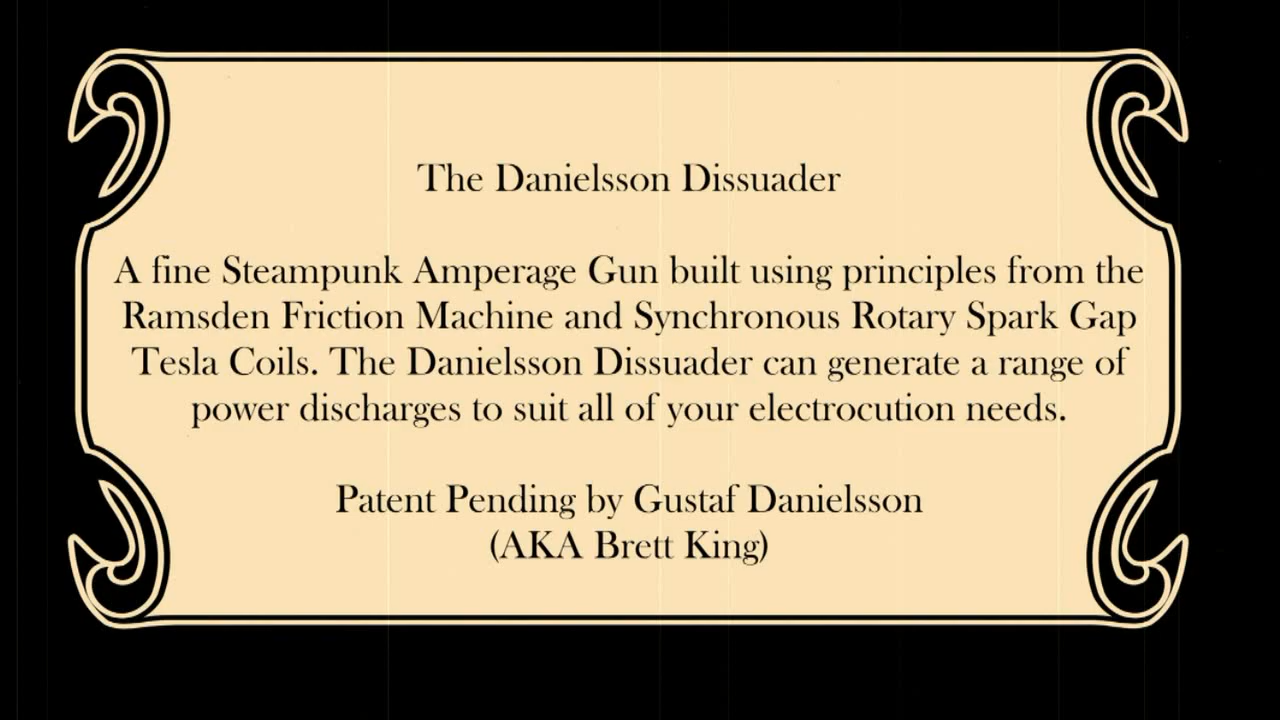 The Danielsson Dissuader
A fine Steampunk Amperage Gun built using principles from the
Ramsden Friction Machine and Synchronous Rotary Spark Gap
Tesla Coils. The Danielsson Dissuader can generate a range of
power discharges to suit all of your electrocution needs.
Patent Pending by Gustaf Danielsson
(AKA Brett King)